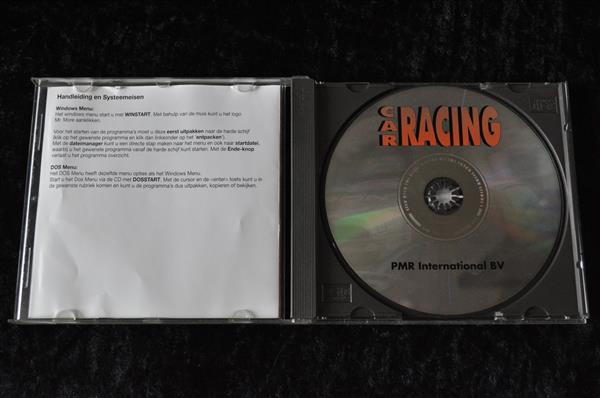 Handleiding en Systeemeisen
Windows Menu:
Het windows menu start u met WINSTART. Met behulp van de muis kunt u het logo
Mr. More aanklikken.
Voor het starten van de programma's moet u deze eerst uitpakken naar de harde schijf
(klik op het gewenste programma en klik dan linksonder op het 'entpacken').
Met de datermanager kunt u een directe stap maken naar het menu en ook naar startdatei,
waarbij u het gewenste programma vanaf de harde schijf kunt starten. Met de Ende-knop
verlaat u het programma overzicht.
DOS Menu:
Het DOS Menu heeft dezelfde menu opties als het Windows Menu.
Start u het Dos Menu via de CD met DOSSTART. Met de cursor en de <enter> toets kunt u in
de gewenste rubriek komen en kunt u de programma's dus uitpakken, kopieren of bekijken.
CAR RACING
PMR International BV